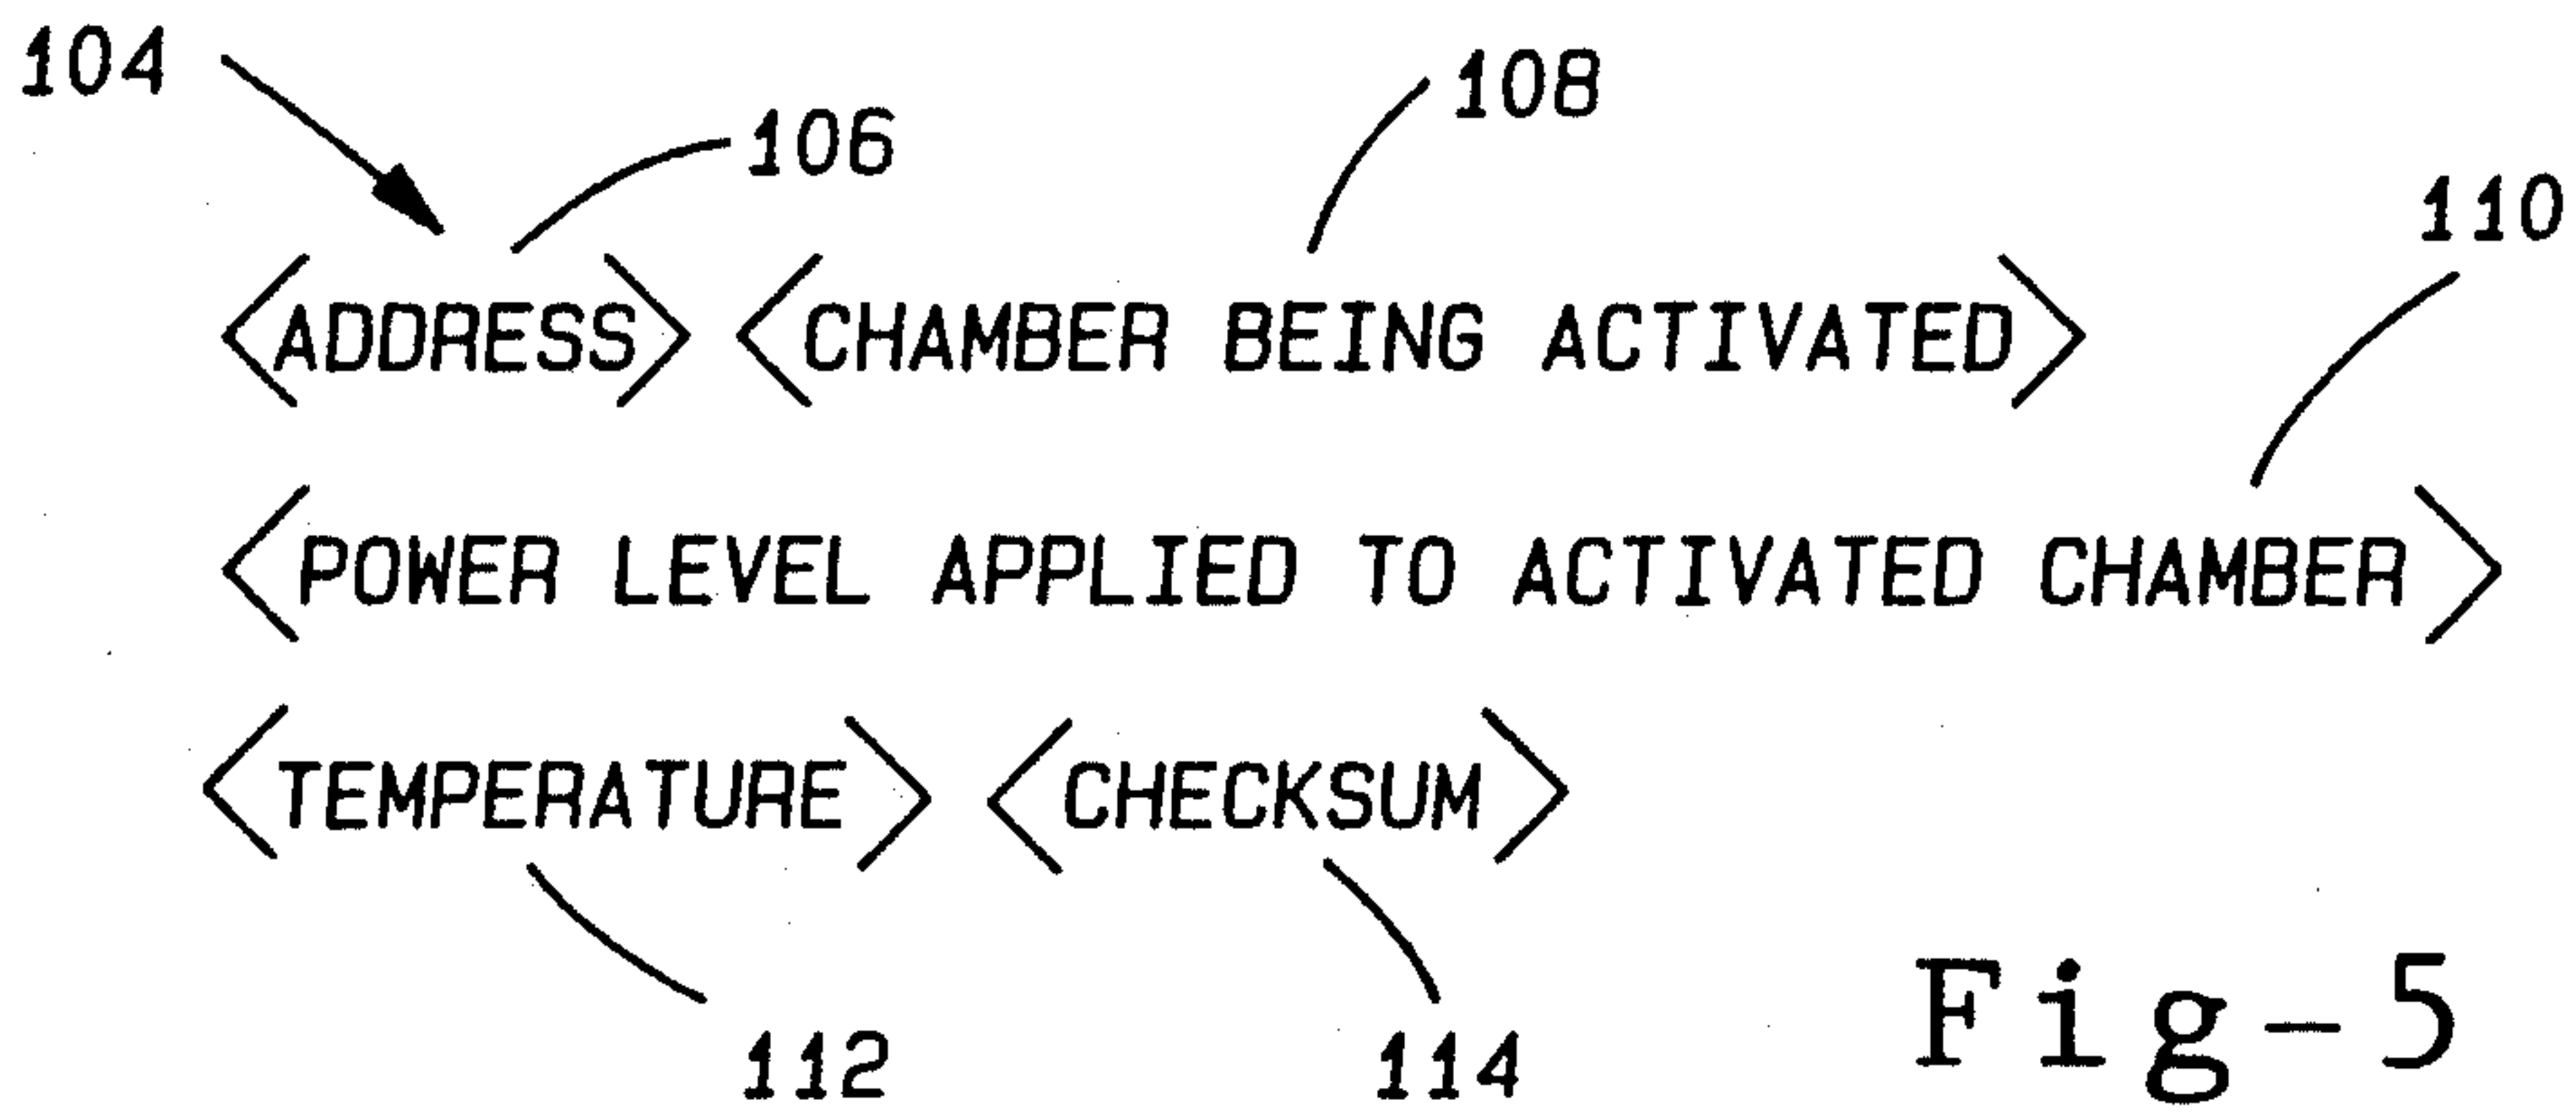 104
106
108
110
<ADDRESS> <CHAMBER BEING ACTIVATED>
<POWER LEVEL APPLIED TO ACTIVATED CHAMBER>
<TEMPERATURE> <CHECKSUM>
112
114
Fig-5